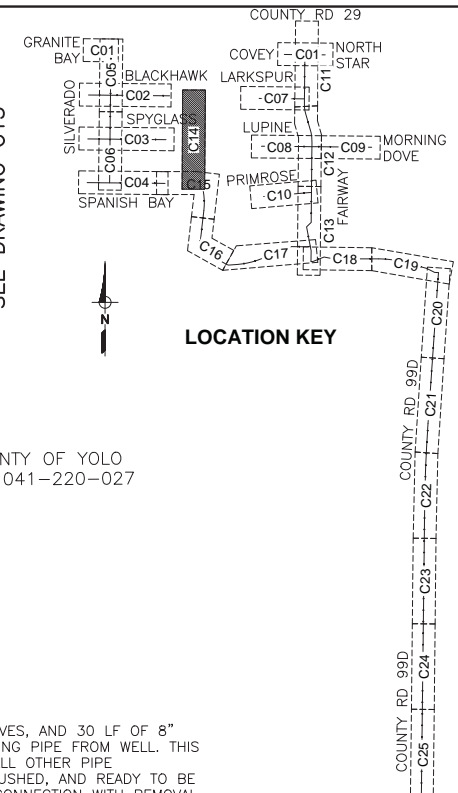 COUNTY RD 29
GRANITE
BAY
C01
COVEY
C01
NORTH
STAR
C05
C11
BLACKHAWK
LARKSPUR
C02
C07
SILVERADO
SPYGLASS
C14
LUPINE
C03
C08
C12
C09
MORNING
DOVE
C06
C04
C15
PRIMROSE
C10
FAIRWAY
SPANISH BAY
C13
C16
C17
C18
C19
C20
N
LOCATION KEY
COUNTY RD 99D
C21
NTY OF YOLO
041-220-027
C22
C23
COUNTY RD 99D
C24
C25
VES, AND 30 LF OF 8"
NG PIPE FROM WELL. THIS
LL OTHER PIPE
USHED, AND READY TO BE